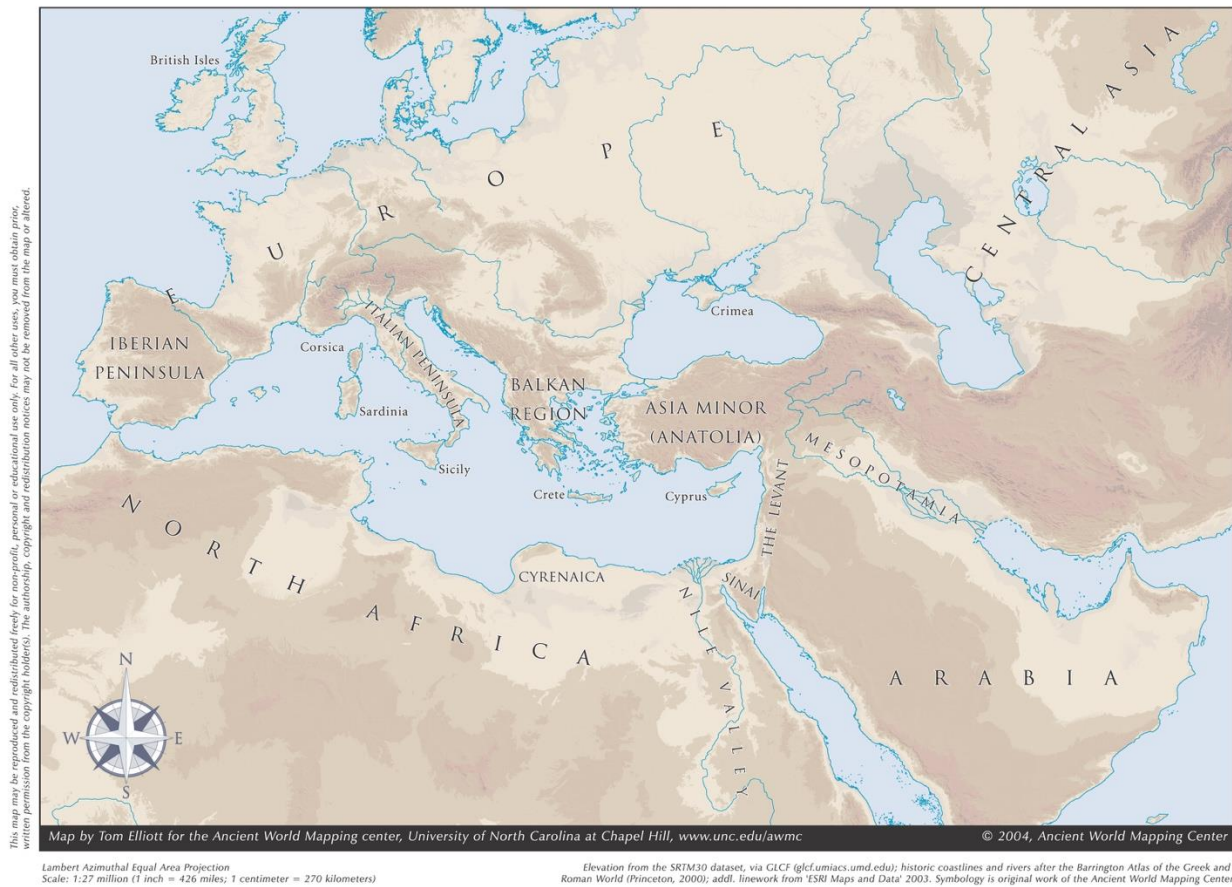 British Isles
EUROPE
CENTRAL ASIA
IBERIAN
PENINSULA
Corsica
ITALIAN PENINSULA
Sardinia
Sicily
BALKAN
REGION
Crimea
ASIA MINOR
(ANATOLIA)
MESOPOTAMIA
Crete
Cyprus
THE LEVANT
NORTH AFRICA
CYRENAICA
SINAI
NILE VALLEY
ARABIA
N
W
E
S
This map may be reproduced and redistributed freely for non-profit, personal or educational use only. For all other uses, you must obtain prior,
written permission from the copyright holder(s). The authorship, copyright and redistribution notices may not be removed from the map or altered.
Map by Tom Elliott for the Ancient World Mapping center, University of North Carolina at Chapel Hill, www.unc.edu/awmc
© 2004, Ancient World Mapping Center
Lambert Azimuthal Equal Area Projection
Scale: 1:27 million (1 inch = 426 miles; 1 centimeter = 270 kilometers)
Elevation from the SRTM30 dataset, via GLCF (glcf.umiacs.umd.edu); historic coastlines and rivers after the Barrington Atlas of the Greek and
Roman World (Princeton, 2000); addl. linework from 'ESRI Maps and Data' 2003. Symbology is original work of the Ancient World Mapping Center